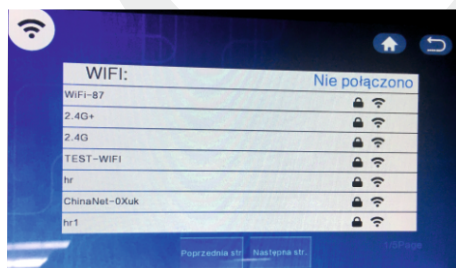 WIFI:
Nie połączono
WiFi-87
2.4G+
2.4G
TEST-WIFI
hr
ChinaNet-0Xuk
hr1
Poprzednia str Następna str.
1/5Page